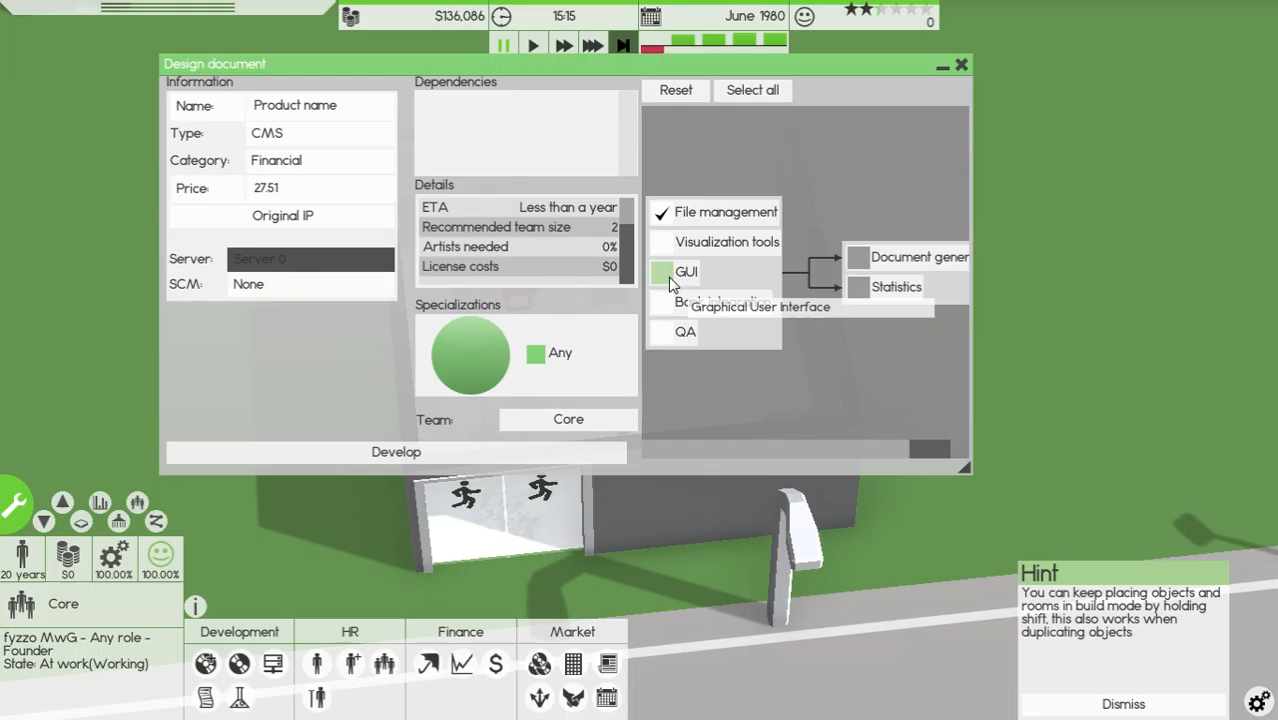 $136,086
15:15
June 1980
0
Design document
Information
Name: Product name
Type: CMS
Category: Financial
Price: 27.51
Original IP
Server: Server 0
SCM: None
Dependencies
Details
ETA Less than a year
Recommended team size 2
Artists needed 0%
License costs $0
Specializations
Any
Team: Core
Develop
Reset Select all
File management
Visualization tools
GUI
Graphical User Interface
QA
Document gener
Statistics
20 years $0 100.00% 100.00%
Core
fyzzo MwG - Any role -
Founder
State: At work(Working)
i
Development HR Finance Market
Hint
You can keep placing objects and
rooms in build mode by holding
shift, this also works when
duplicating objects
Dismiss